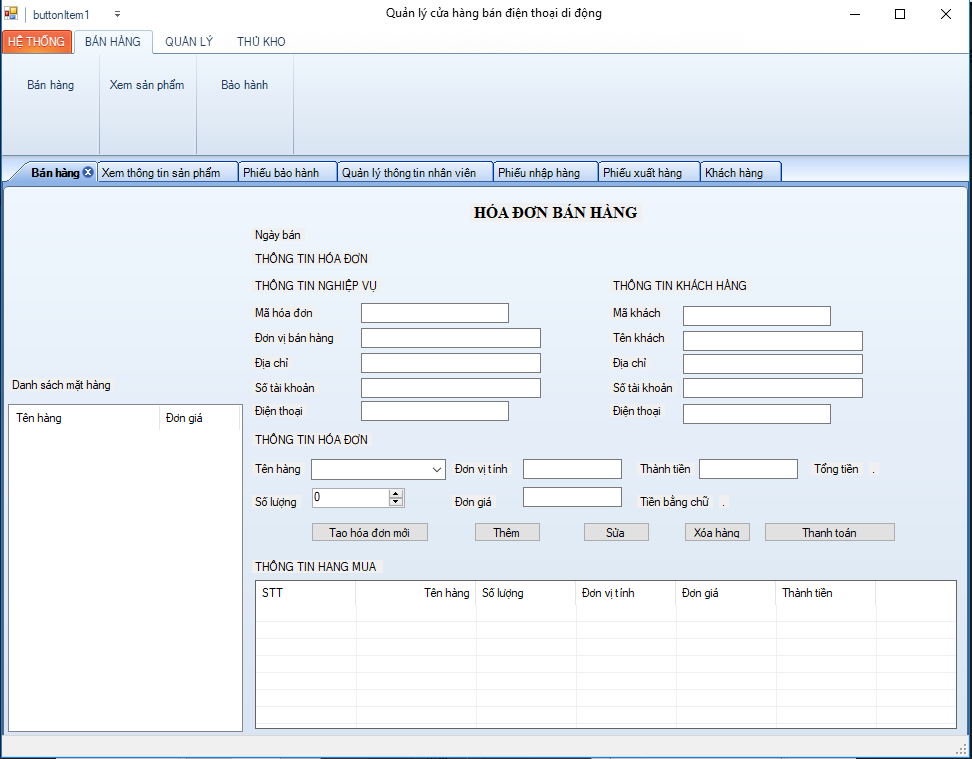 buttonItem1
Quản lý cửa hàng bán điện thoại di động
HỆ THỐNG BÁN HÀNG QUẢN LÝ THỦ KHO
Bán hàng Xem sản phẩm Bảo hành
Bán hàng Xem thông tin sản phẩm Phiếu bảo hành Quản lý thông tin nhân viên Phiếu nhập hàng Phiếu xuất hàng Khách hàng
HÓA ĐƠN BÁN HÀNG
Ngày bán
THÔNG TIN HÓA ĐƠN
THÔNG TIN NGHIỆP VỤ THÔNG TIN KHÁCH HÀNG
Mã hóa đơn Mã khách
Đơn vị bán hàng Tên khách
Địa chỉ Địa chỉ
Số tài khoản Số tài khoản
Điện thoại Điện thoại
Danh sách mặt hàng
Tên hàng Đơn giá
THÔNG TIN HÓA ĐƠN
Tên hàng Đơn vị tính Thành tiền Tổng tiền .
Số lượng 0 Đơn giá Tiền bằng chữ .
Tao hóa đơn mới Thêm Sửa Xóa hàng Thanh toán
THÔNG TIN HANG MUA
STT Tên hàng Số lượng Đơn vị tính Đơn giá Thành tiền